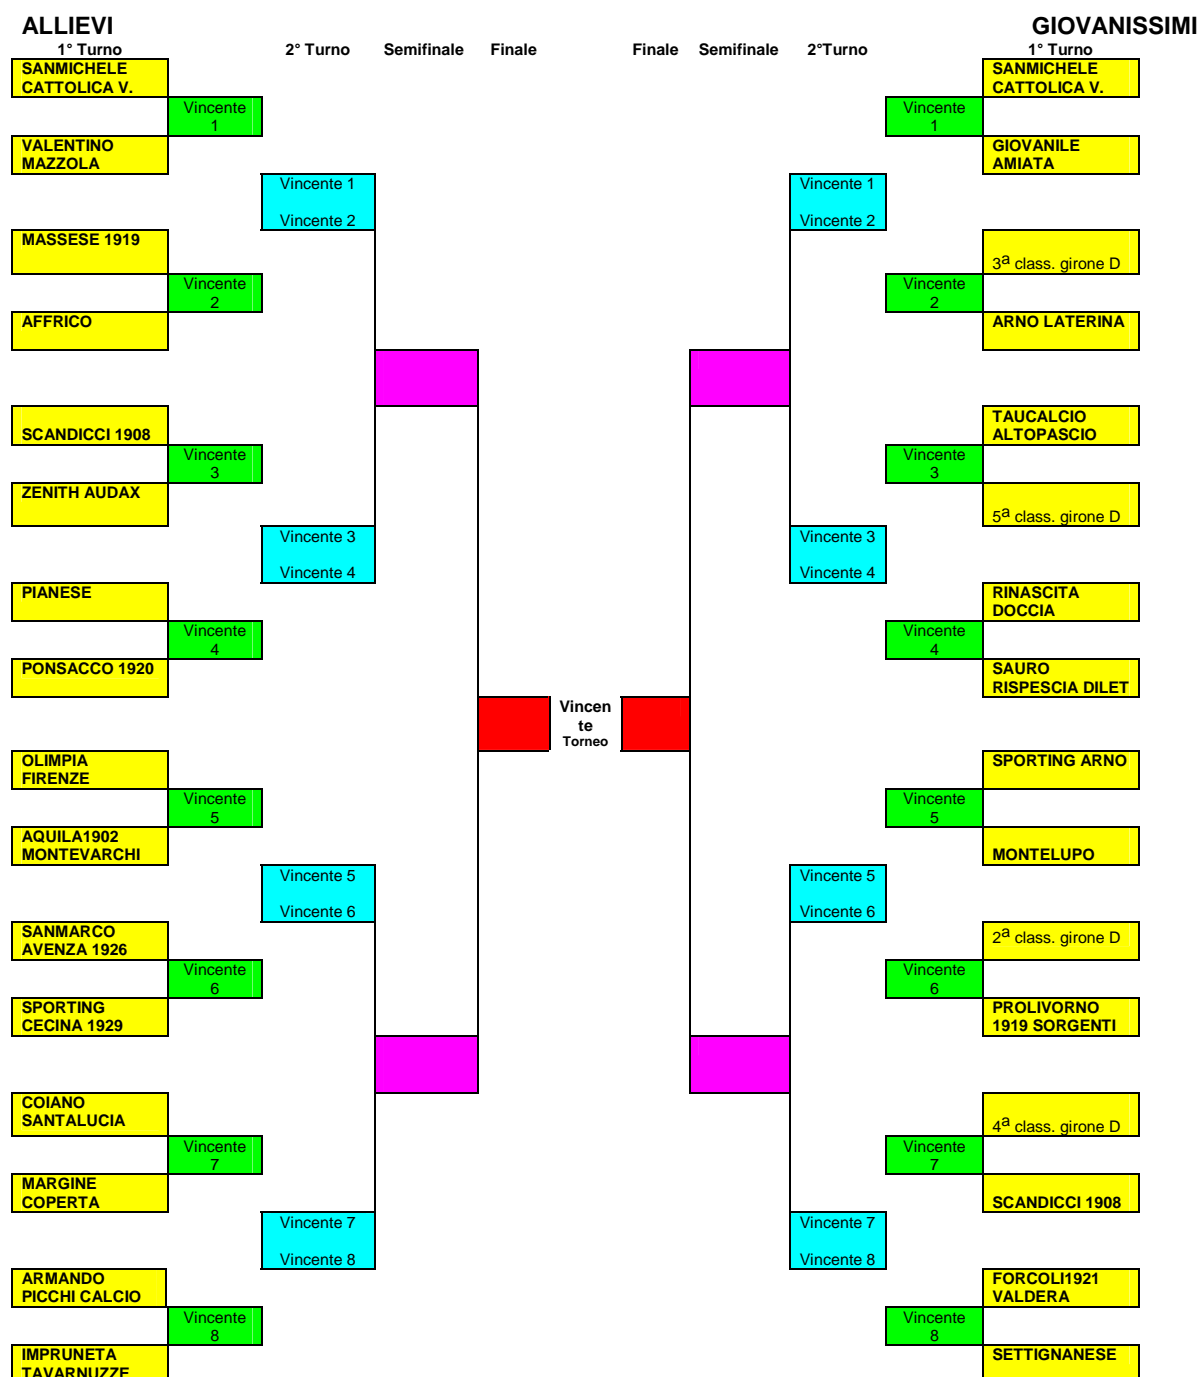 ALLIEVI GIOVANISSIMI
1° Turno 2° Turno Semifinale Finale Finale Semifinale 2°Turno 1° Turno
SANMICHELE SANMICHELE
CATTOLICA V. CATTOLICA V.
Vincente Vincente
1 1
VALENTINO GIOVANILE
MAZZOLA AMIATA
Vincente 1 Vincente 1
Vincente 2 Vincente 2
MASSESE 1919
3ª class. girone D
Vincente Vincente
2 2
AFFRICO ARNO LATERINA
TAUCALCIO
SCANDICCI 1908 ALTOPASCIO
Vincente Vincente
3 3
ZENITH AUDAX
5ª class. girone D
Vincente 3 Vincente 3
Vincente 4 Vincente 4
PIANESE RINASCITA
DOCCIA
Vincente Vincente
4 4
PONSACCO 1920 SAURO
RISPESCIA DILET
Vincen
te
Torneo
OLIMPIA SPORTING ARNO
FIRENZE
Vincente Vincente
5 5
AQUILA1902
MONTEVARCHI MONTELUPO
Vincente 5 Vincente 5
Vincente 6 Vincente 6
SANMARCO 2ª class. girone D
AVENZA 1926
Vincente Vincente
6 6
SPORTING PROLIVORNO
CECINA 1929 1919 SORGENTI
COIANO
SANTALUCIA 4ª class. girone D
Vincente Vincente
7 7
MARGINE
COPERTA SCANDICCI 1908
Vincente 7 Vincente 7
Vincente 8 Vincente 8
ARMANDO FORCOLI1921
PICCHI CALCIO VALDERA
Vincente Vincente
8 8
IMPRUNETA SETTIGNANESE
TAVARNUZZE